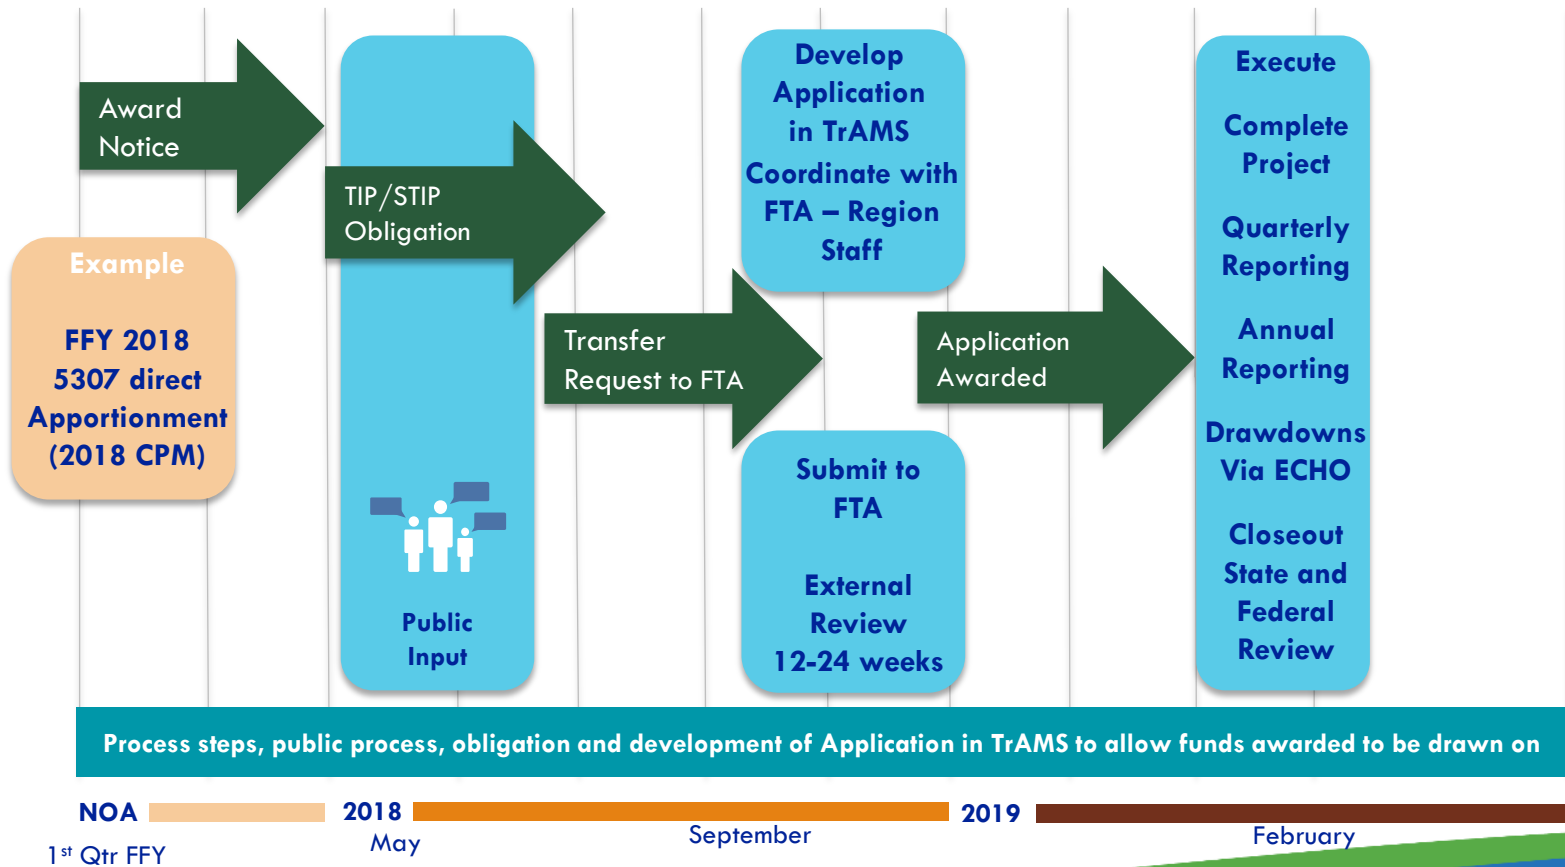 Award
Notice
Example
FFY 2018
5307 direct
Apportionment
(2018 CPM)
TIP/STIP
Obligation
Public
Input
Transfer
Request to FTA
Develop
Application
in TrAMS
Coordinate with
FTA – Region
Staff
Submit to
FTA
External
Review
12-24 weeks
Application
Awarded
Execute
Complete
Project
Quarterly
Reporting
Annual
Reporting
Drawdowns
Via ECHO
Closeout
State and
Federal
Review
Process steps, public process, obligation and development of Application in TrAMS to allow funds awarded to be drawn on
NOA
1st Qtr FFY
2018
May
September
2019
February